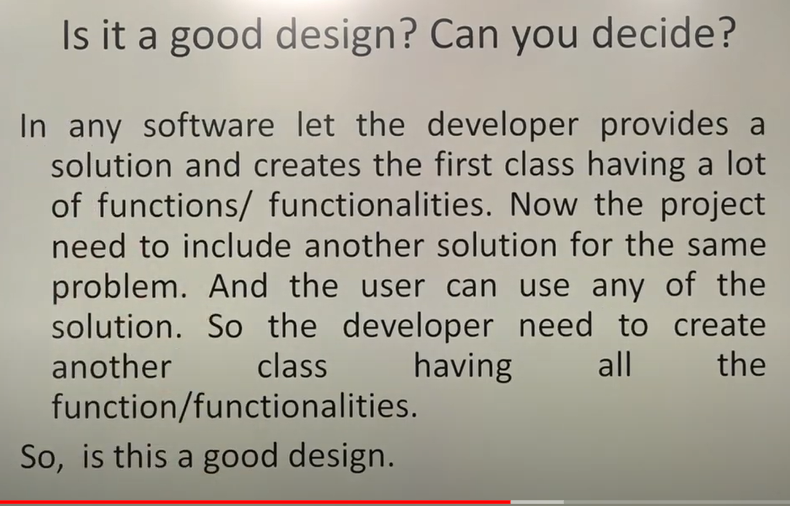 Is it a good design? Can you decide?
In any software let the developer provides a
solution and creates the first class having a lot
of functions/ functionalities. Now the project
need to include another solution for the same
problem. And the user can use any of the
solution. So the developer need to create
another class having all the
function/functionalities.
So, is this a good design.